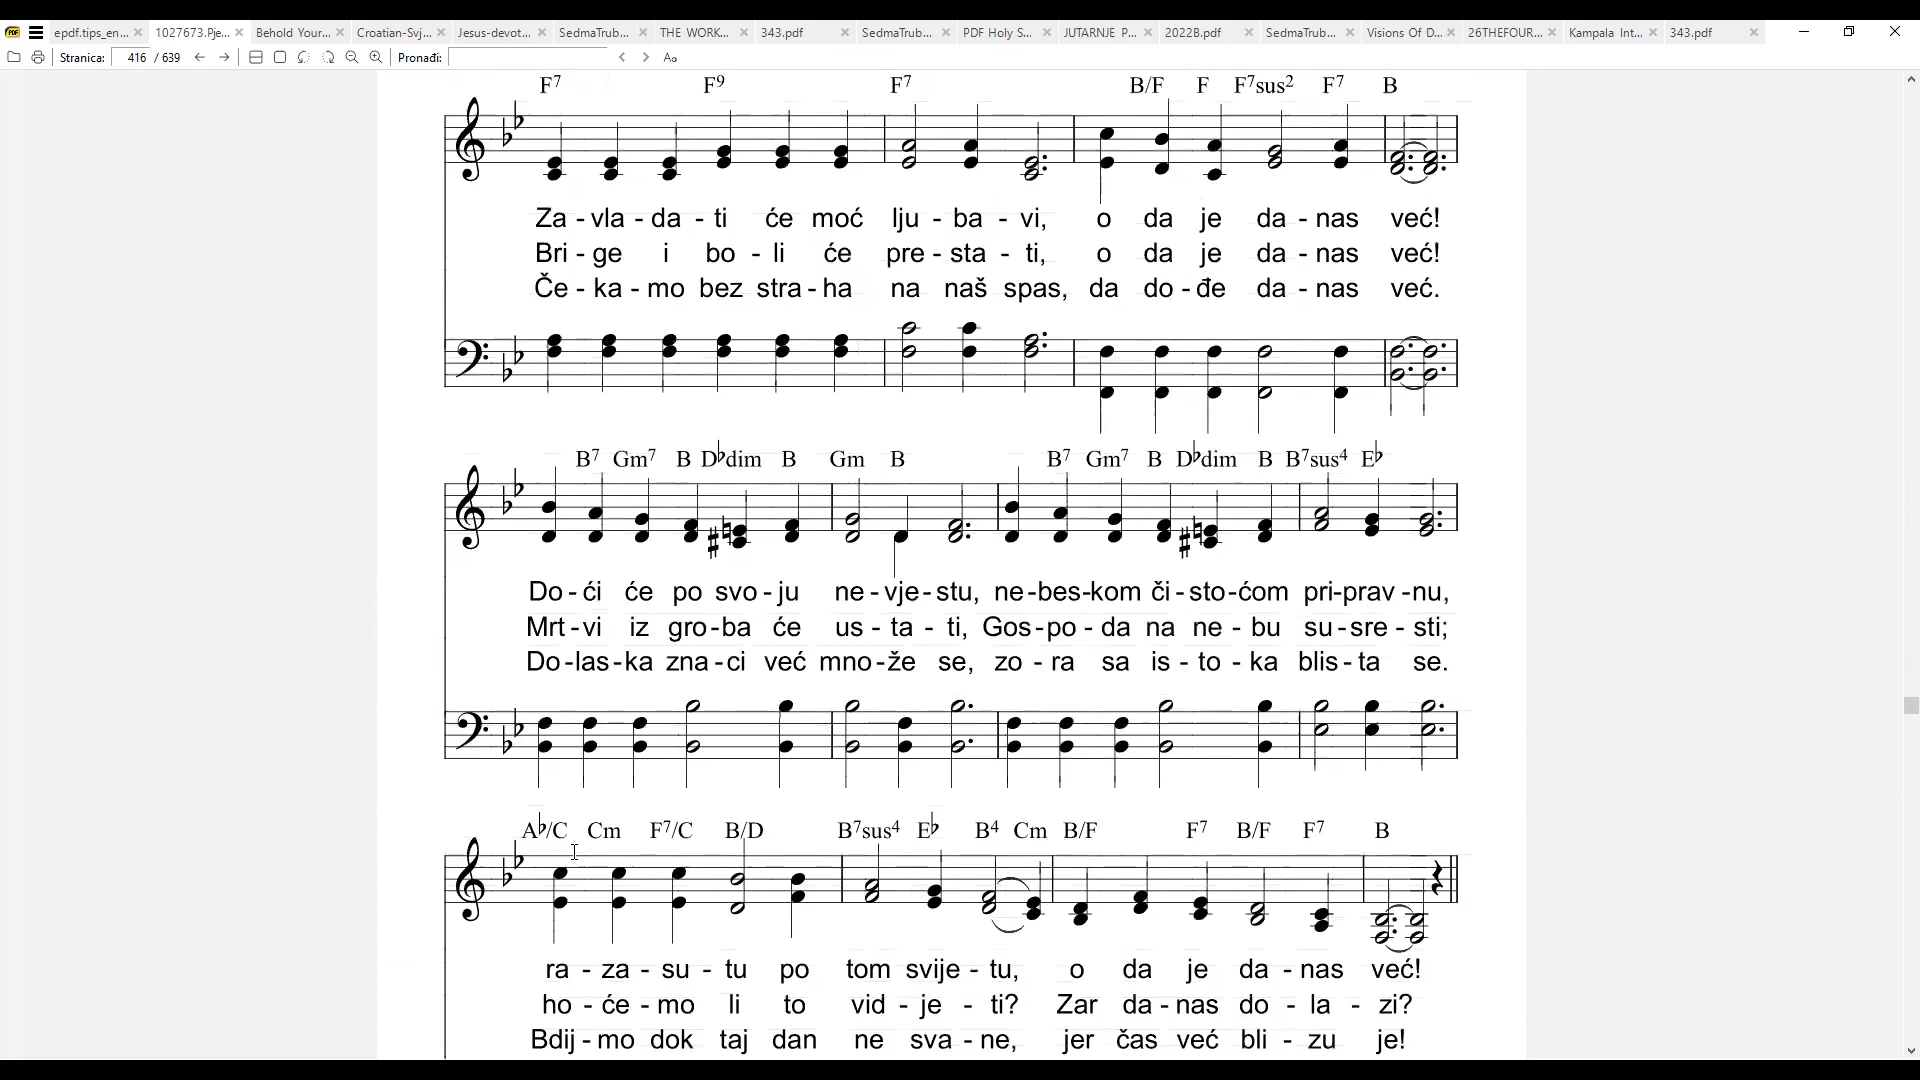 epdf.tips_en... 1027673.Pje... Behold Your... Croatian-Svj... Jesus-devot... SedmaTrub... THE WORK... 343.pdf SedmaTrub... PDF Holy S... JUTARNJE P... 2022B.pdf SedmaTrub... Visions Of D... 26THEFOUR... Kampala Int... 343.pdf
Stranica: 416 / 639 Pronađi:
F7 F9 F7 B/F F F7sus2 F7 B
Za - vla - da - ti će moć lju - ba - vi, o da je da - nas već!
Bri - ge i bo - li će pre - sta - ti, o da je da - nas već!
Če - ka - mo bez stra - ha na naš spas, da do - đe da - nas već.
B7 Gm7 B D♭dim B Gm B B7 Gm7 B D♭dim B B7sus4 E♭
Do - ći će po svo - ju ne - vje - stu, ne - bes - kom či - sto - ćom pri - prav - nu,
Mrt - vi iz gro - ba će us - ta - ti, Gos - po - da na ne - bu su - sre - sti;
Do - las - ka zna - ci već mno - že se, zo - ra sa is - to - ka blis - ta se.
A♭/C Cm F7/C B/D B7sus4 E♭ B4 Cm B/F F7 B/F F7 B
ra - za - su - tu po tom svije - tu, o da je da - nas već!
ho - će - mo li to vid - je - ti? Zar da - nas do - la - zi?
Bdij - mo dok taj dan ne sva - ne, jer čas već bli - zu je!